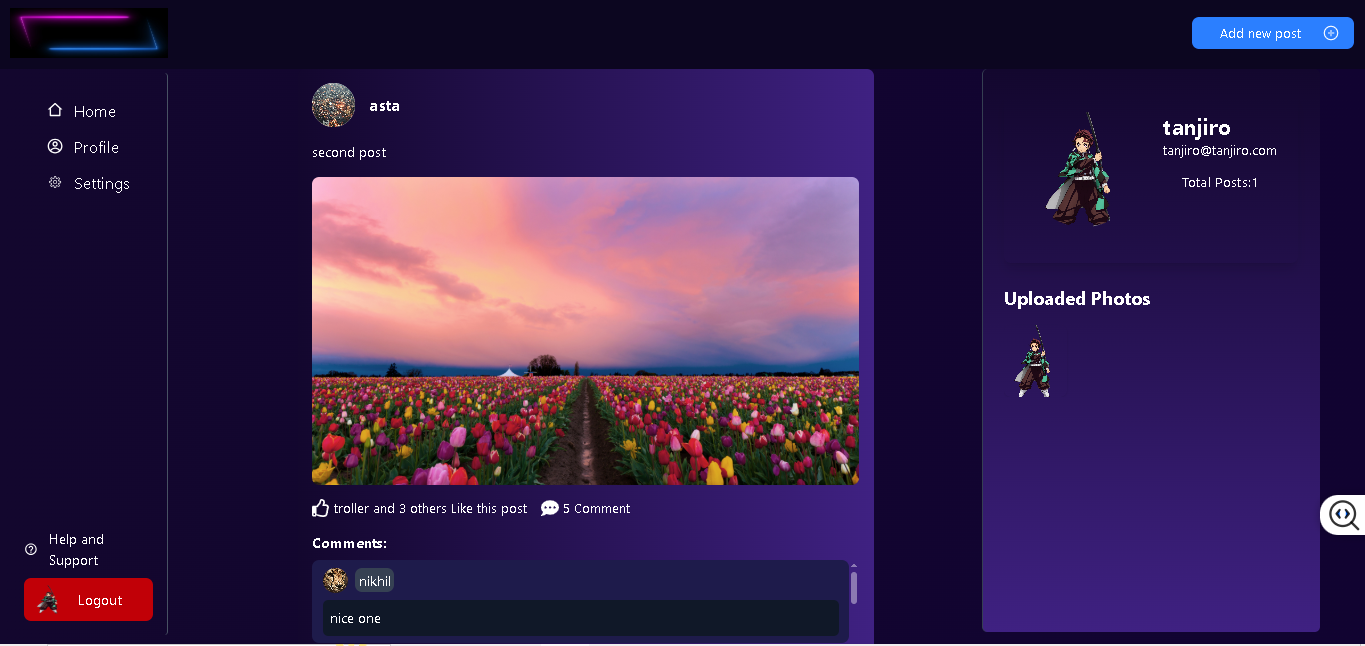 Add new post
Home
Profile
Settings
Help and
Support
Logout
asta
second post
troller and 3 others Like this post
5 Comment
Comments:
nikhil
nice one
tanjiro
tanjiro@tanjiro.com
Total Posts:1
Uploaded Photos